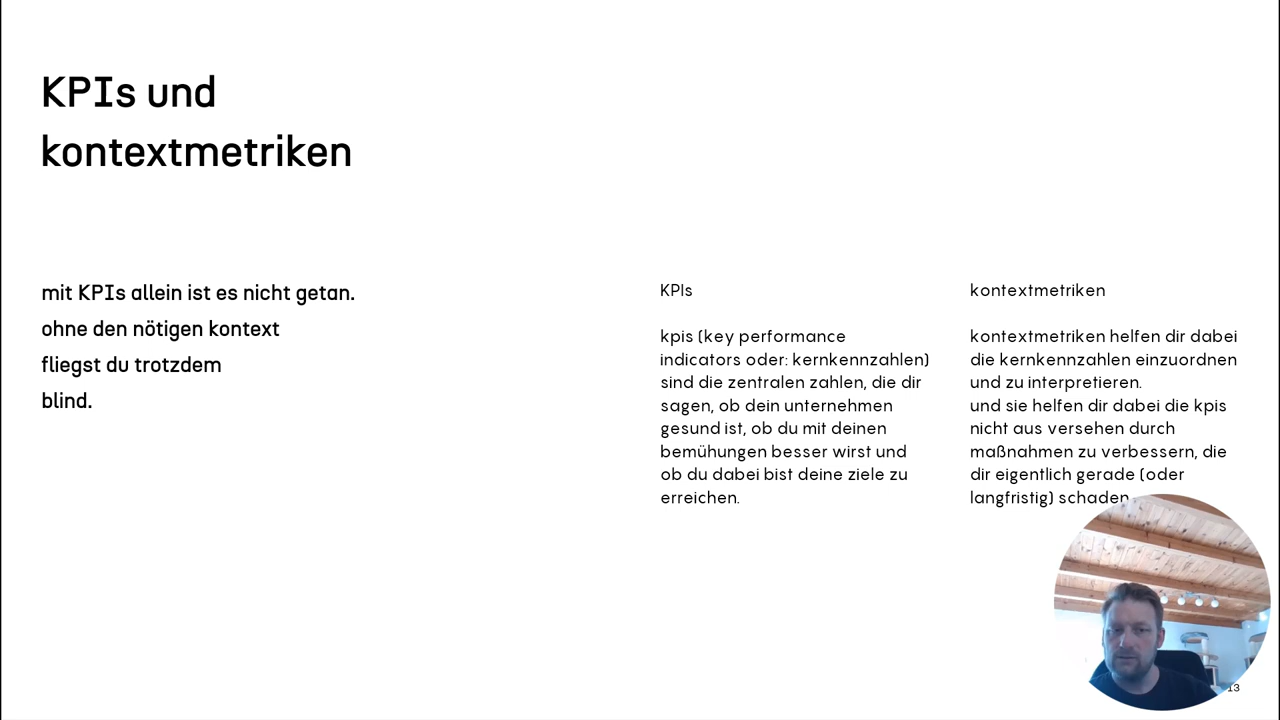 KPIs und
kontextmetriken
mit KPIs allein ist es nicht getan.
ohne den nötigen kontext
fliegst du trotzdem
blind.
KPIs
kpis (key performance
indicators oder: kernkennzahlen)
sind die zentralen zahlen, die dir
sagen, ob dein unternehmen
gesund ist, ob du mit deinen
bemühungen besser wirst und
ob du dabei bist deine ziele zu
erreichen.
kontextmetriken
kontextmetriken helfen dir dabei
die kernkennzahlen einzuordnen
und zu interpretieren.
und sie helfen dir dabei die kpis
nicht aus versehen durch
maßnahmen zu verbessern, die
dir eigentlich gerade (oder
langfristig) schaden
13